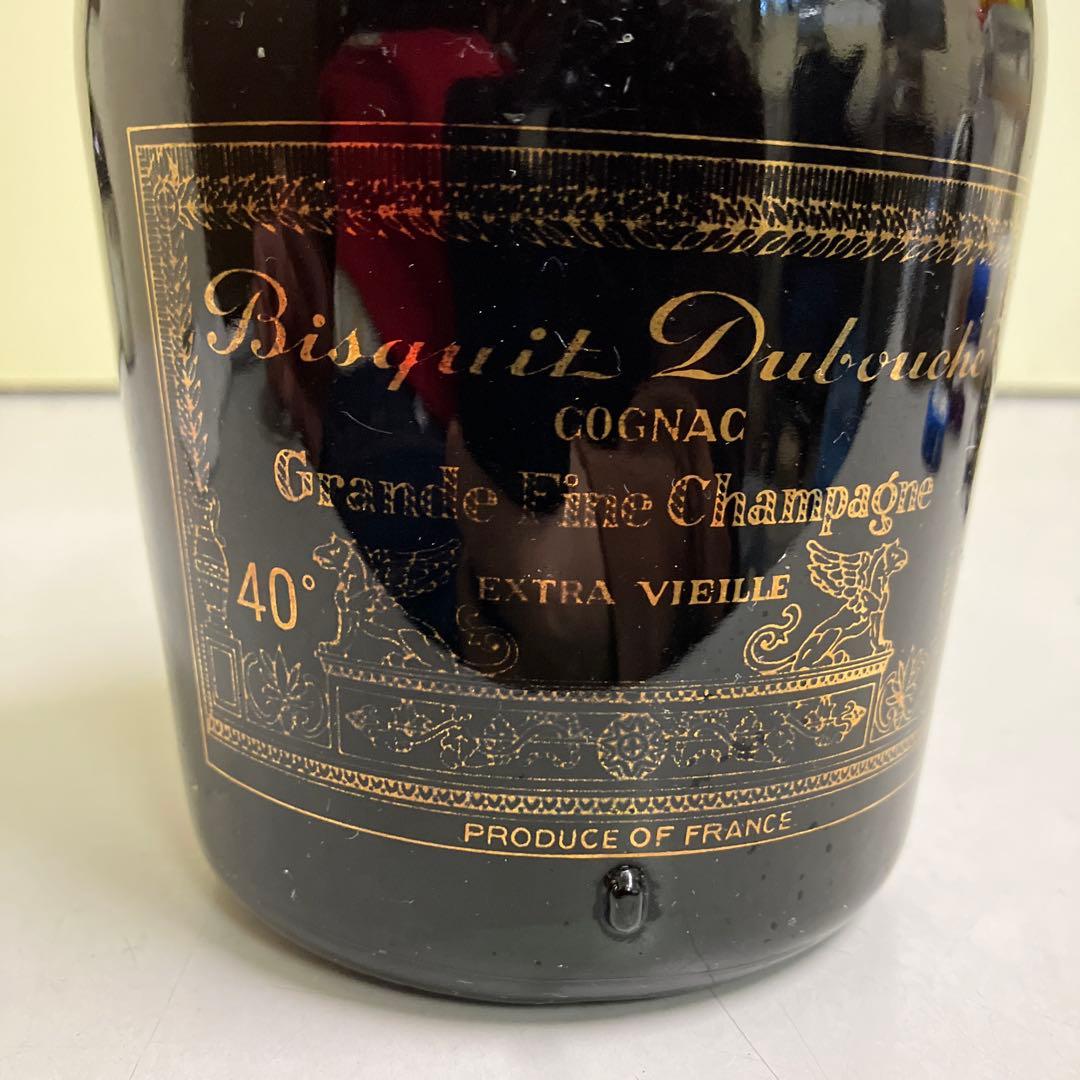 Bisquit Dubouché
COGNAC
Grande Fine Champagne
40° EXTRA VIEILLE
PRODUCE OF FRANCE